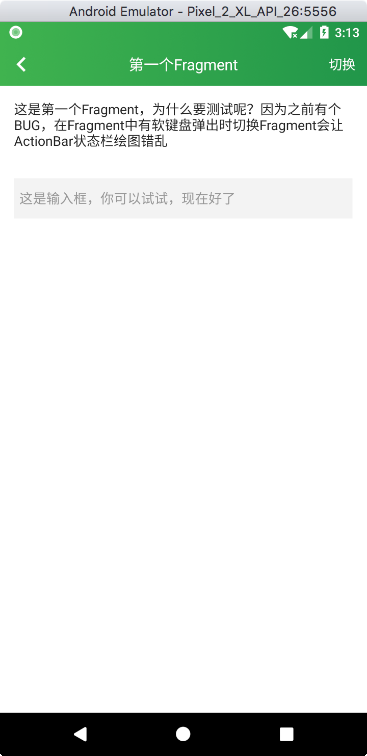 Android Emulator - Pixel_2_XL_API_26:5556
3:13
第一个Fragment
切换
这是第一个Fragment，为什么要测试呢？因为之前有个
BUG，在Fragment中有软键盘弹出时切换Fragment会让
ActionBar状态栏绘图错乱
这是输入框，你可以试试，现在好了